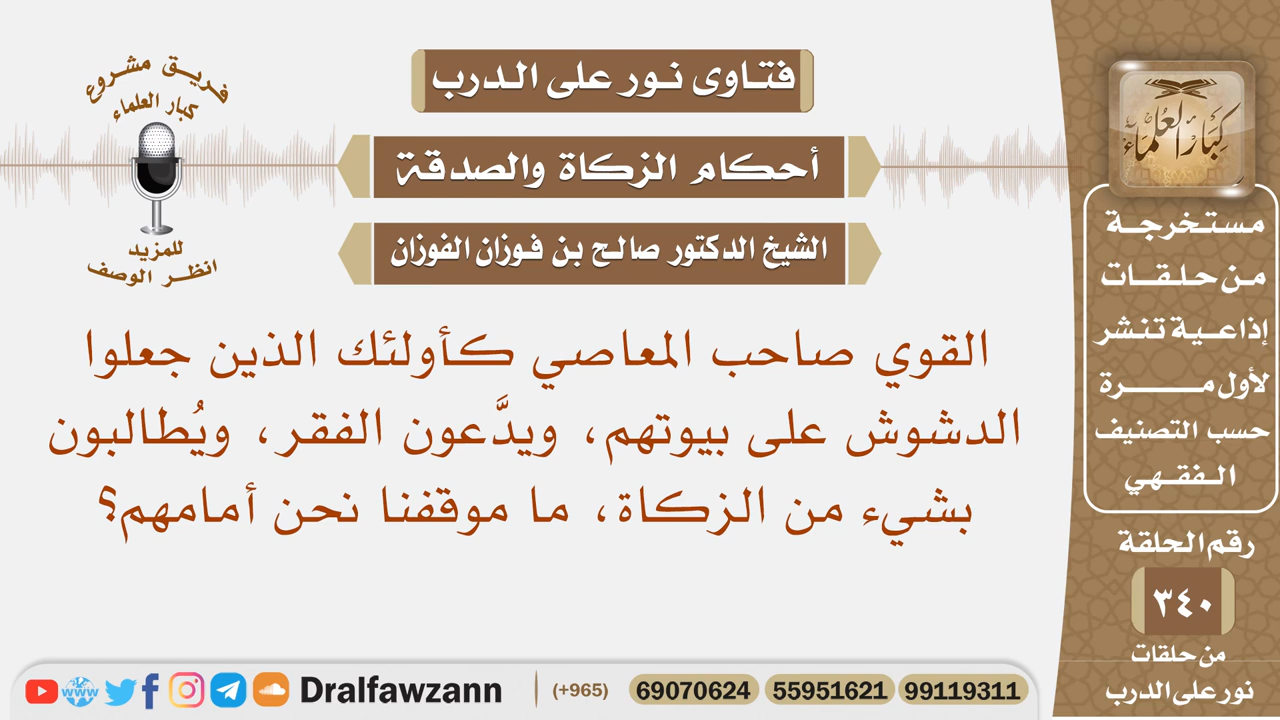 فتاوى نور على الدرب
أحكام الزكاة والصدقة
الشيخ الدكتور صالح بن فوزان الفوزان
فريق مشروع
كبار العلماء
للمزيد
انظر الوصف
القوي صاحب المعاصي كأولئك الذين جعلوا
الدشوش على بيوتهم، ويدَّعون الفقر، ويُطالبون
بشيء من الزكاة، ما موقفنا نحن أمامهم؟
كبار العلماء
مستخرجة
من حلقات
إذاعية تنشر
لأول مرة
حسب التصنيف
الفقهي
رقم الحلقة
٣٤٠
من حلقات
نور على الدرب
www
Dralfawzann
(+965)
69070624
55951621
99119311